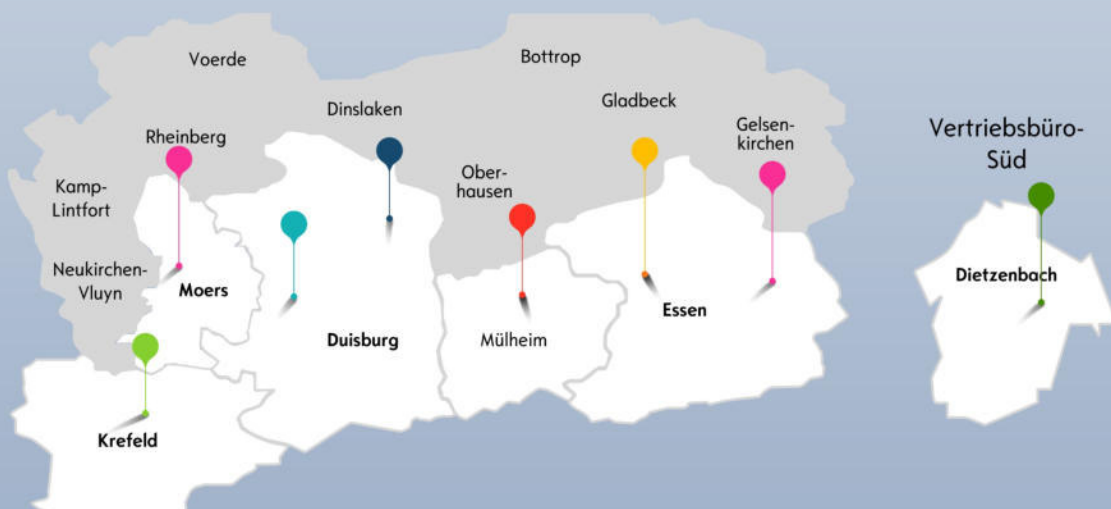 Voerde
Bottrop
Dinslaken
Gladbeck
Rheinberg
Gelsen-
kirchen
Vertriebsbüro-
Süd
Ober-
hausen
Kamp-
Lintfort
Neukirchen-
Vluyn
Moers
Dietzenbach
Essen
Duisburg
Mülheim
Krefeld